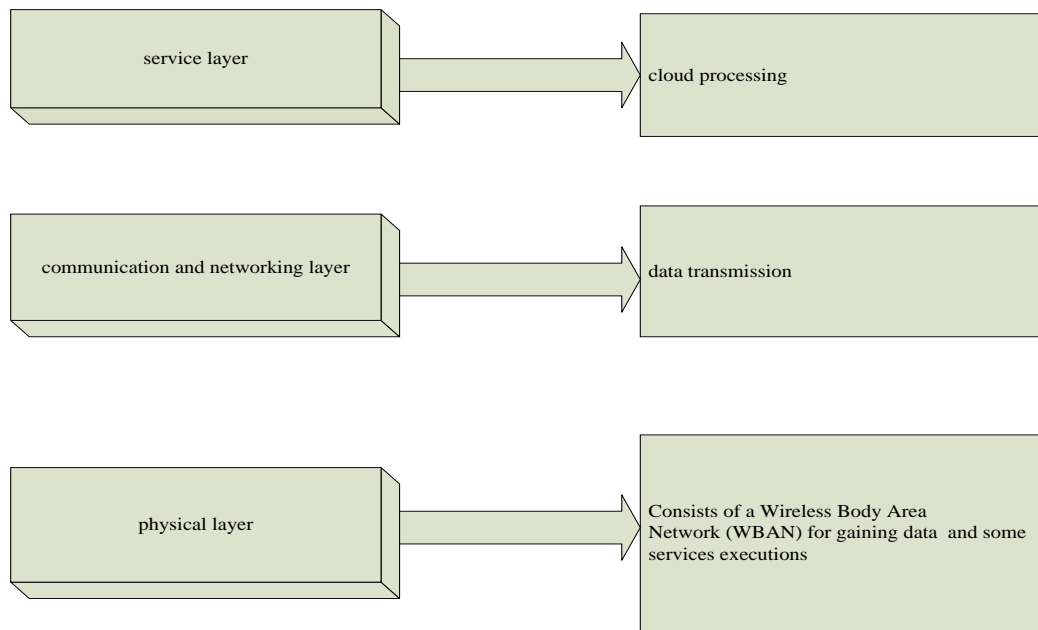 service layer
cloud processing
communication and networking layer
data transmission
physical layer
Consists of a Wireless Body Area
Network (WBAN) for gaining data  and some
services executions